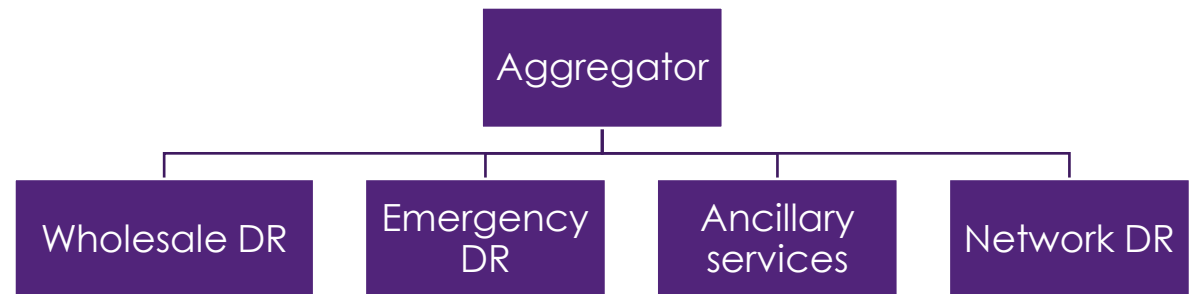 Aggregator
Wholesale DR
Emergency
DR
Ancillary
services
Network DR